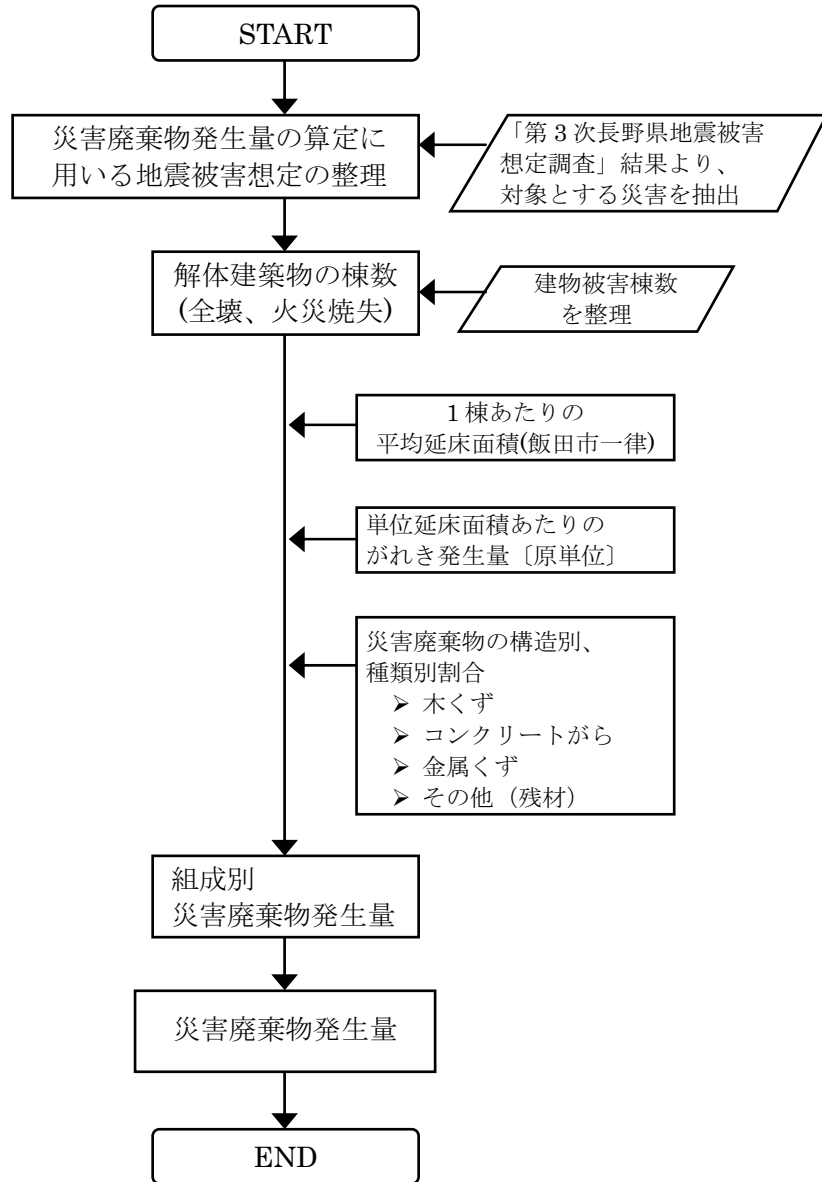 START
災害廃棄物発生量の算定に
用いる地震被害想定の整理
「第３次長野県地震被害
想定調査」結果より、
対象とする災害を抽出
解体建築物の棟数
(全壊、火災焼失)
建物被害棟数
を整理
１棟あたりの
平均延床面積(飯田市一律)
単位延床面積あたりの
がれき発生量〔原単位〕
災害廃棄物の構造別、
種類別割合
➢ 木くず
➢ コンクリートがら
➢ 金属くず
➢ その他（残材）
組成別
災害廃棄物発生量
災害廃棄物発生量
END